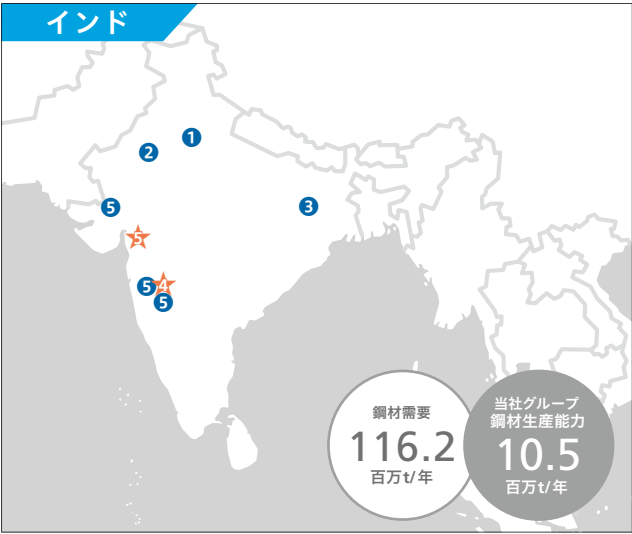 インド
1
2
5
3
5
5
4
5
鋼材需要
116.2
百万t/年
当社グループ
鋼材生産能力
10.5
百万t/年